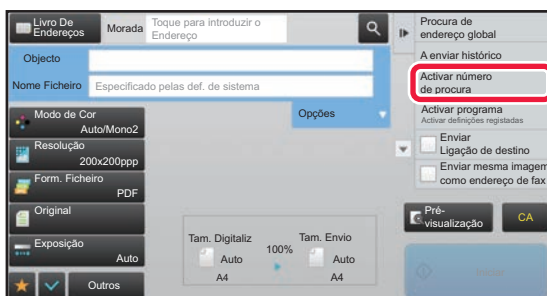 Livro De
Endereços
Morada
Toque para introduzir o
Endereço
Objecto
Nome Ficheiro
Especificado pelas def. de sistema
Opções
Modo de Cor
Auto/Mono2
Resolução
200x200ppp
Form. Ficheiro
PDF
Original
Exposição
Auto
Outros
Tam. Digitaliz
Auto
A4
100%
Tam. Envio
Auto
A4
Procura de
endereço global
A enviar histórico
Activar número
de procura
Activar programa
Activar definições registadas
Enviar
Ligação de destino
Enviar mesma imagem
como endereço de fax
Pré-
visualização
CA